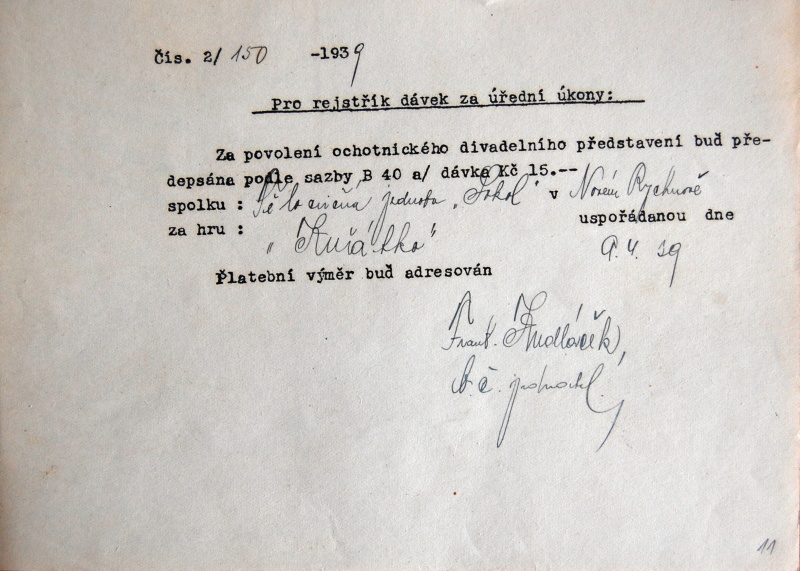 Čís. 2/ 150 -1939
Pro rejstřík dávek za úřední úkony:
Za povolení ochotnického divadelního představení buď pře-
depsána podle sazby B 40 a/ dávka Kč 15.--
spolku : Tělocvičná jednota "Sokol" v Novém Rychnově
za hru : "Kuřátko" uspořádanou dne
9. 4. 39
Platební výměr buď adresován
Frant.
č. jednatel.
11